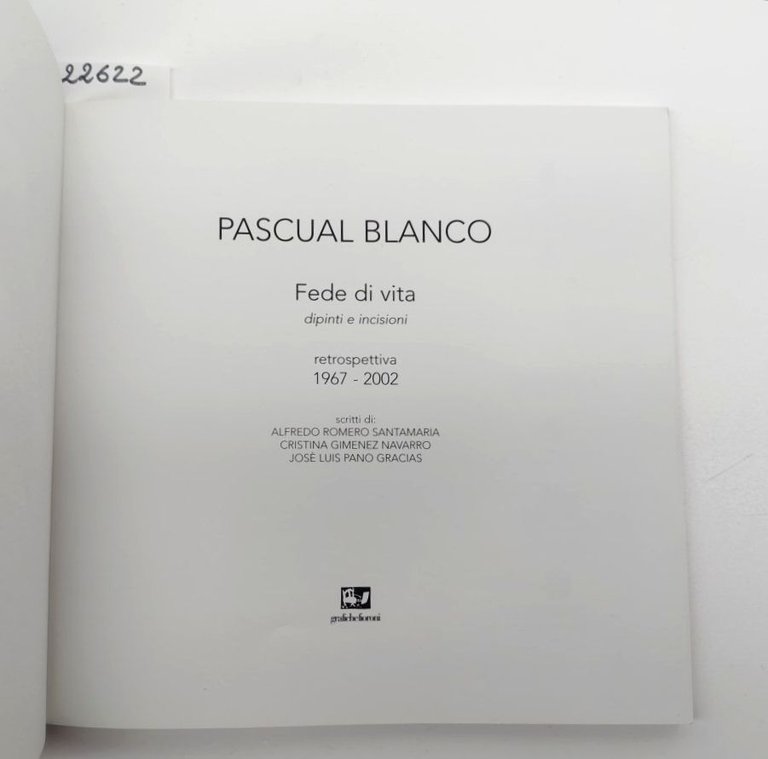 22622
PASCUAL BLANCO
Fede di vita
dipinti e incisioni
retrospettiva
1967 - 2002
scritti di:
ALFREDO ROMERO SANTAMARIA
CRISTINA GIMENEZ NAVARRO
JOSÈ LUIS PANO GRACIAS
grafichefioroni